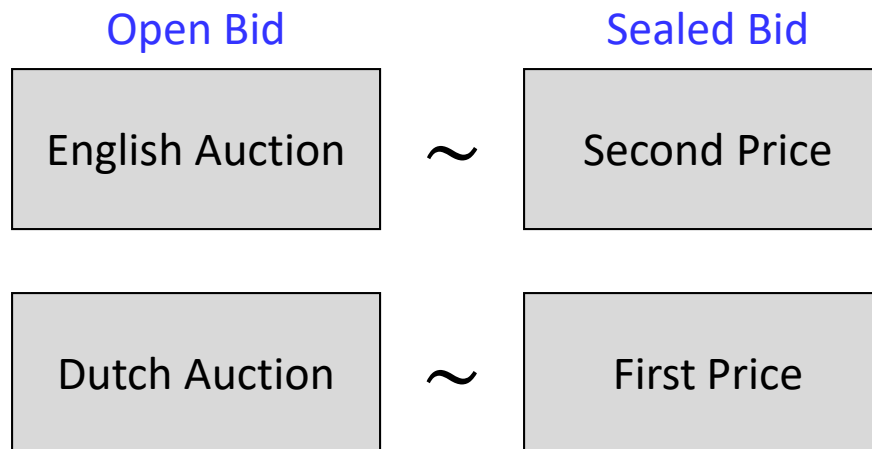 Open Bid
Sealed Bid
English Auction
~
Second Price
Dutch Auction
~
First Price